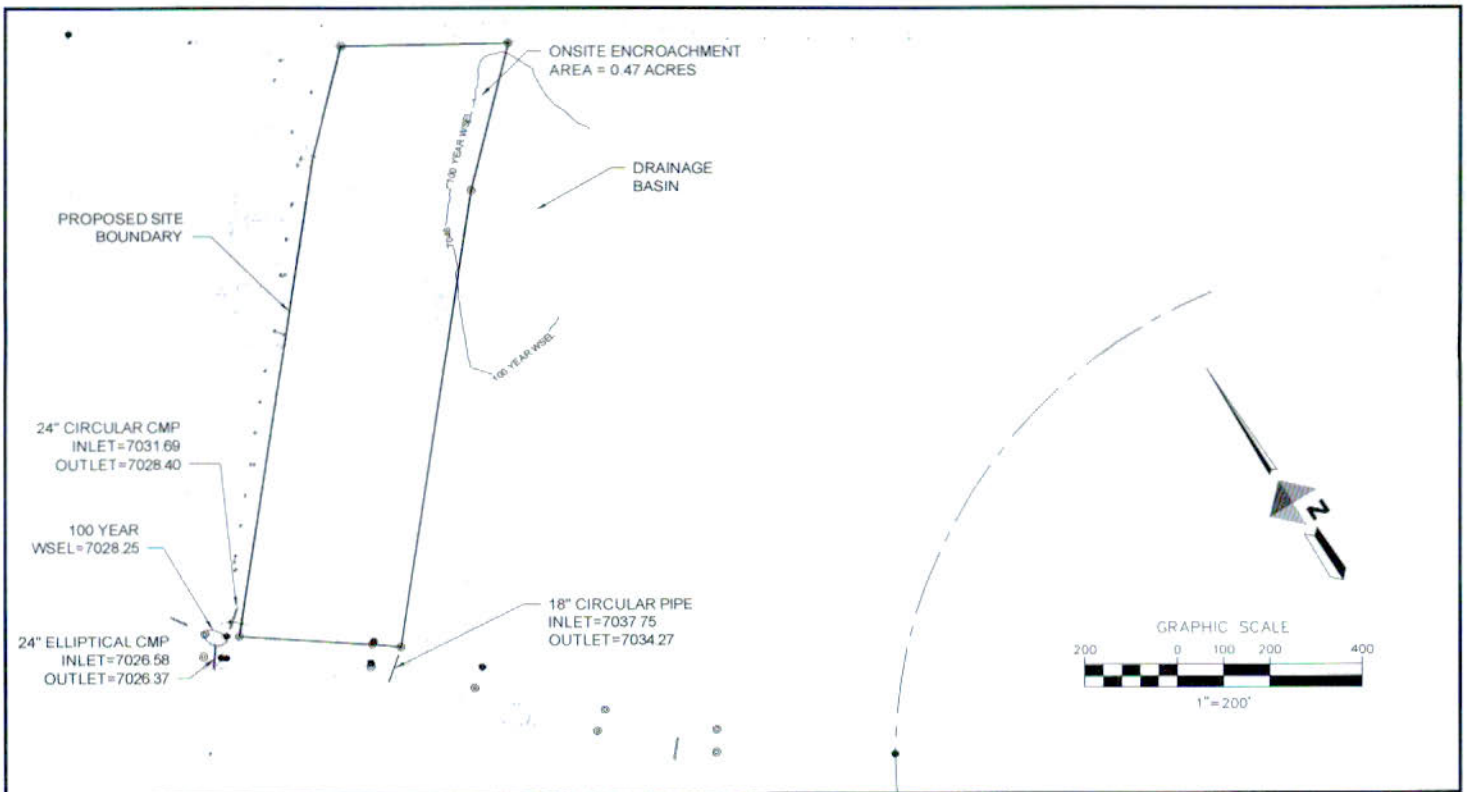 ONSITE ENCROACHMENT
AREA = 0.47 ACRES
100 YEAR WSEL
DRAINAGE
BASIN
PROPOSED SITE
BOUNDARY
100 YEAR WSEL
24" CIRCULAR CMP
INLET=7031.69
OUTLET=7028.40
100 YEAR
WSEL=7028.25
24" ELLIPTICAL CMP
INLET=7026.58
OUTLET=7026.37
18" CIRCULAR PIPE
INLET=7037.75
OUTLET=7034.27
N
GRAPHIC SCALE
200 0 100 200 400
1"=200'